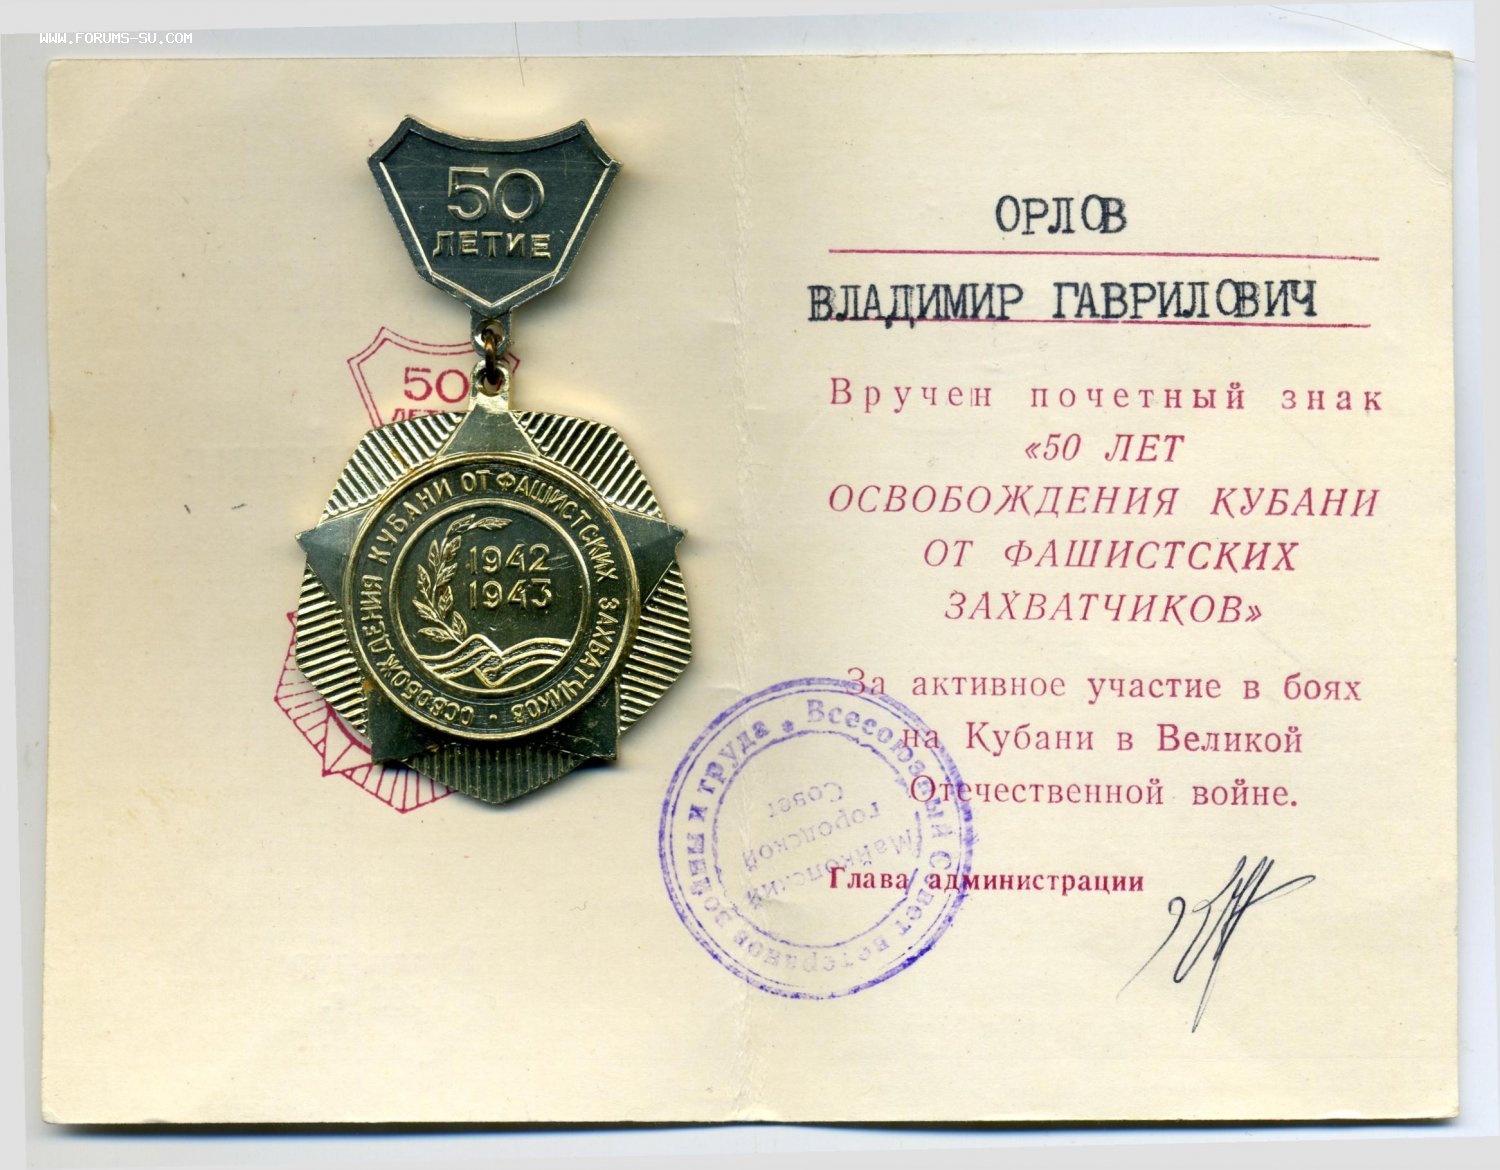 WWW.FORUMS-SU.COM
50
ЛЕТИЕ
50
ОСВОБОЖДЕНИЯ КУБАНИ ОТ ФАШИСТСКИХ ЗАХВАТЧИКОВ
1942
1943
ОРЛОВ
ВЛАДИМИР ГАВРИЛОВИЧ
Вручен почетный знак
«50 ЛЕТ
ОСВОБОЖДЕНИЯ КУБАНИ
ОТ ФАШИСТСКИХ
ЗАХВАТЧИКОВ»
За активное участие в боях
на Кубани в Великой
Отечественной войне.
Глава администрации
Всесоюзный Совет ветеранов войны и труда
Майкопский
городской
Совет